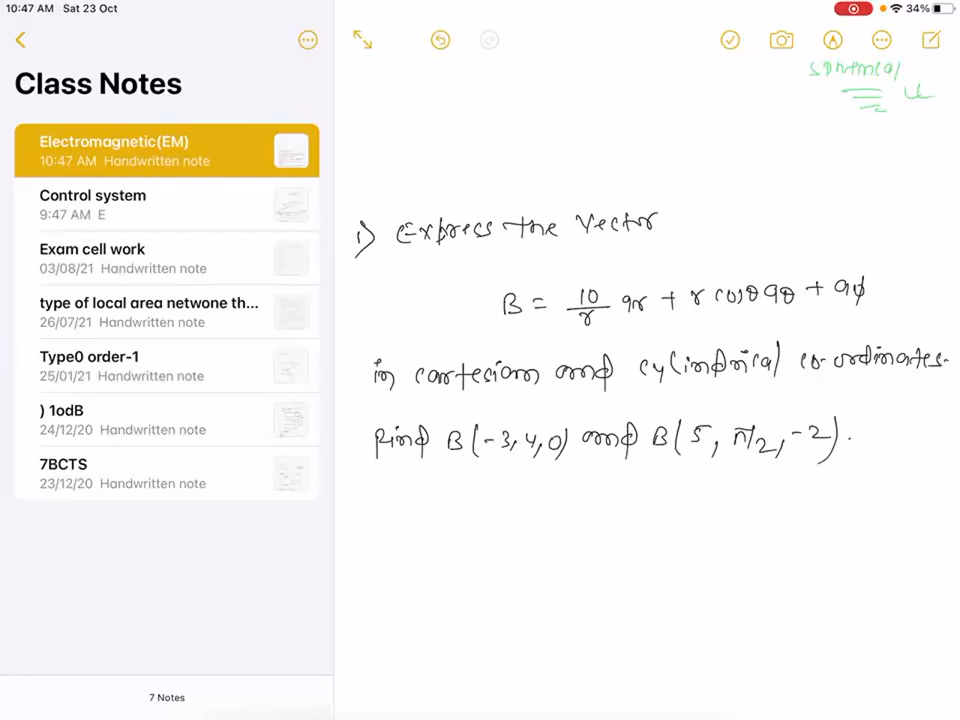 10:47 AM Sat 23 Oct
34%
Class Notes
Electromagnetic(EM)
10:47 AM Handwritten note
Control system
9:47 AM E
Exam cell work
03/08/21 Handwritten note
type of local area netwone th...
26/07/21 Handwritten note
Type0 order-1
25/01/21 Handwritten note
) 1odB
24/12/20 Handwritten note
7BCTS
23/12/20 Handwritten note
7 Notes
spherical
1) Express the Vector
B = 10/r ar + r cosθ aθ + aϕ
in cartesian and cylindrical co-ordinates.
Find B(-3,4,0) and B(5, π/2, -2).